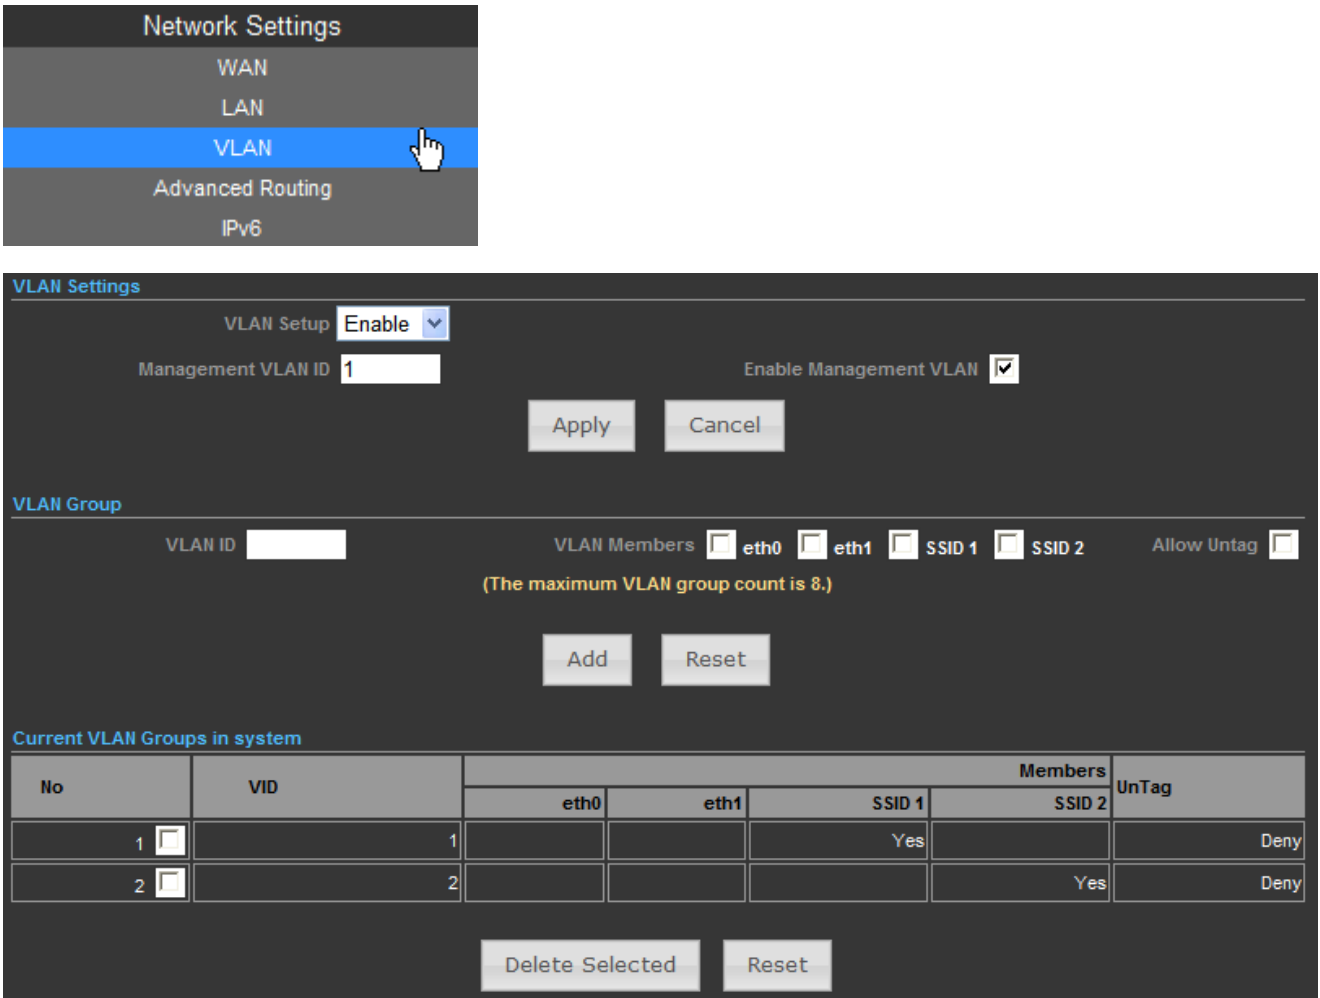 Network Settings
WAN
LAN
VLAN
Advanced Routing
IPv6
VLAN Settings
VLAN Setup Enable
Management VLAN ID 1 Enable Management VLAN
Apply Cancel
VLAN Group
VLAN ID VLAN Members eth0 eth1 SSID 1 SSID 2 Allow Untag
(The maximum VLAN group count is 8.)
Add Reset
Current VLAN Groups in system
No VID Members UnTag
eth0 eth1 SSID 1 SSID 2
1 1 Yes Deny
2 2 Yes Deny
Delete Selected Reset